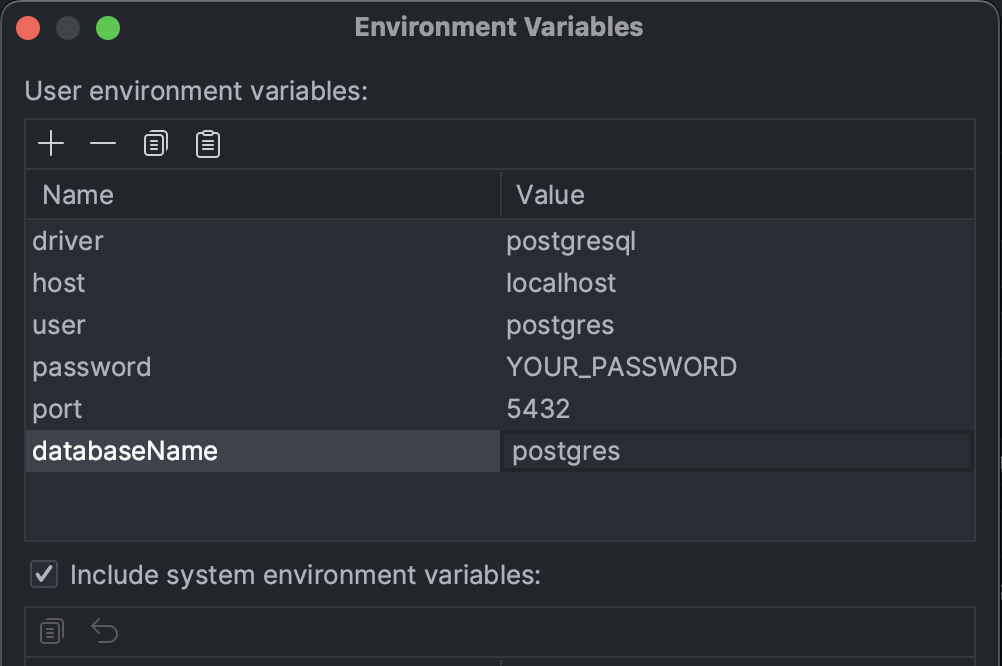 Environment Variables
User environment variables:
Name Value
driver postgresql
host localhost
user postgres
password YOUR_PASSWORD
port 5432
databaseName postgres
Include system environment variables: